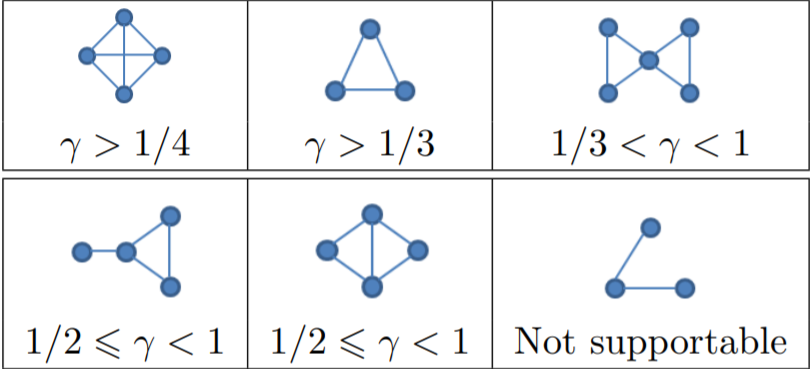 γ > 1/4
γ > 1/3
1/3 < γ < 1
1/2 ⩽ γ < 1
1/2 ⩽ γ < 1
Not supportable